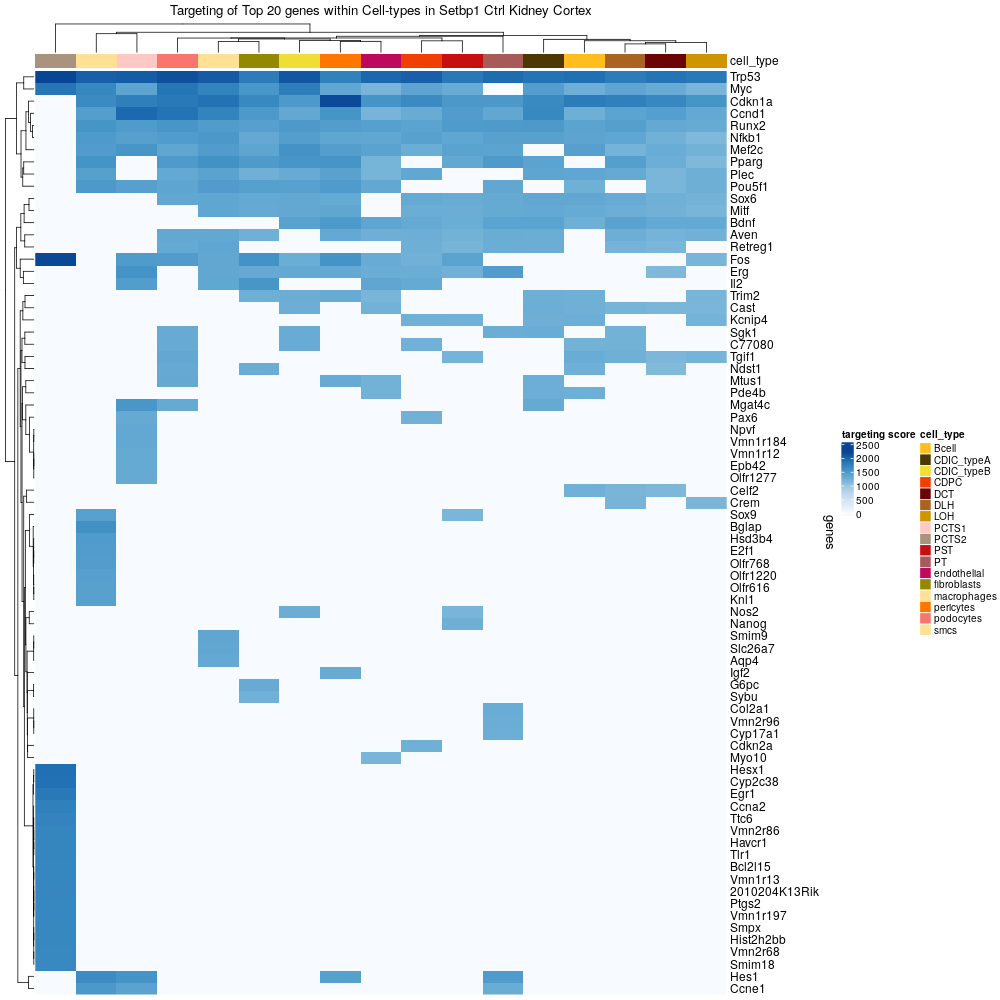 Targeting of Top 20 genes within Cell-types in Setbp1 Ctrl Kidney Cortex
cell_type
Trp53
Myc
Cdkn1a
Ccnd1
Runx2
Nfkb1
Mef2c
Pparg
Plec
Pou5f1
Sox6
Mitf
Bdnf
Aven
Retreg1
Fos
Erg
Il2
Trim2
Cast
Kcnip4
Sgk1
C77080
Tgif1
Ndst1
Mtus1
Pde4b
Mgat4c
Pax6
Npvf
Vmn1r184
Vmn1r12
Epb42
Olfr1277
Celf2
Crem
Sox9
Bglap
Hsd3b4
E2f1
Olfr768
Olfr1220
Olfr616
Knl1
Nos2
Nanog
Smim9
Slc26a7
Aqp4
Igf2
G6pc
Sybu
Col2a1
Vmn2r96
Cyp17a1
Cdkn2a
Myo10
Hesx1
Cyp2c38
Egr1
Ccna2
Ttc6
Vmn2r86
Havcr1
Tlr1
Bcl2l15
Vmn1r13
2010204K13Rik
Ptgs2
Vmn1r197
Smpx
Hist2h2bb
Vmn2r68
Smim18
Hes1
Ccne1
genes
targeting score
2500
2000
1500
1000
500
0
cell_type
Bcell
CDIC_typeA
CDIC_typeB
CDPC
DCT
DLH
LOH
PCTS1
PCTS2
PST
PT
endothelial
fibroblasts
macrophages
pericytes
podocytes
smcs